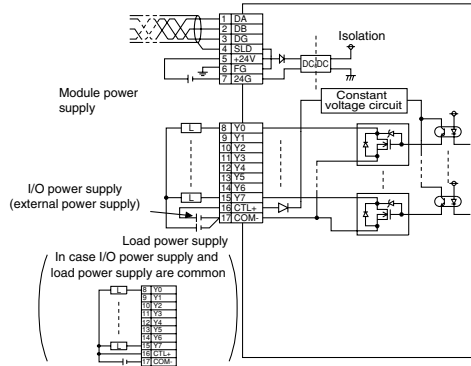 1 DA
2 DB
3 DG
4 SLD
5 +24V
6 FG
7 24G
Isolation
DC DC
Module power
supply
Constant
voltage circuit
L
8 Y0
9 Y1
10 Y2
11 Y3
12 Y4
13 Y5
14 Y6
L
15 Y7
16 CTL+
17 COM-
I/O power supply
(external power supply)
Load power supply
In case I/O power supply and
load power supply are common
L
8 Y0
9 Y1
10 Y2
11 Y3
12 Y4
13 Y5
14 Y6
L
15 Y7
16 CTL+
17 COM-